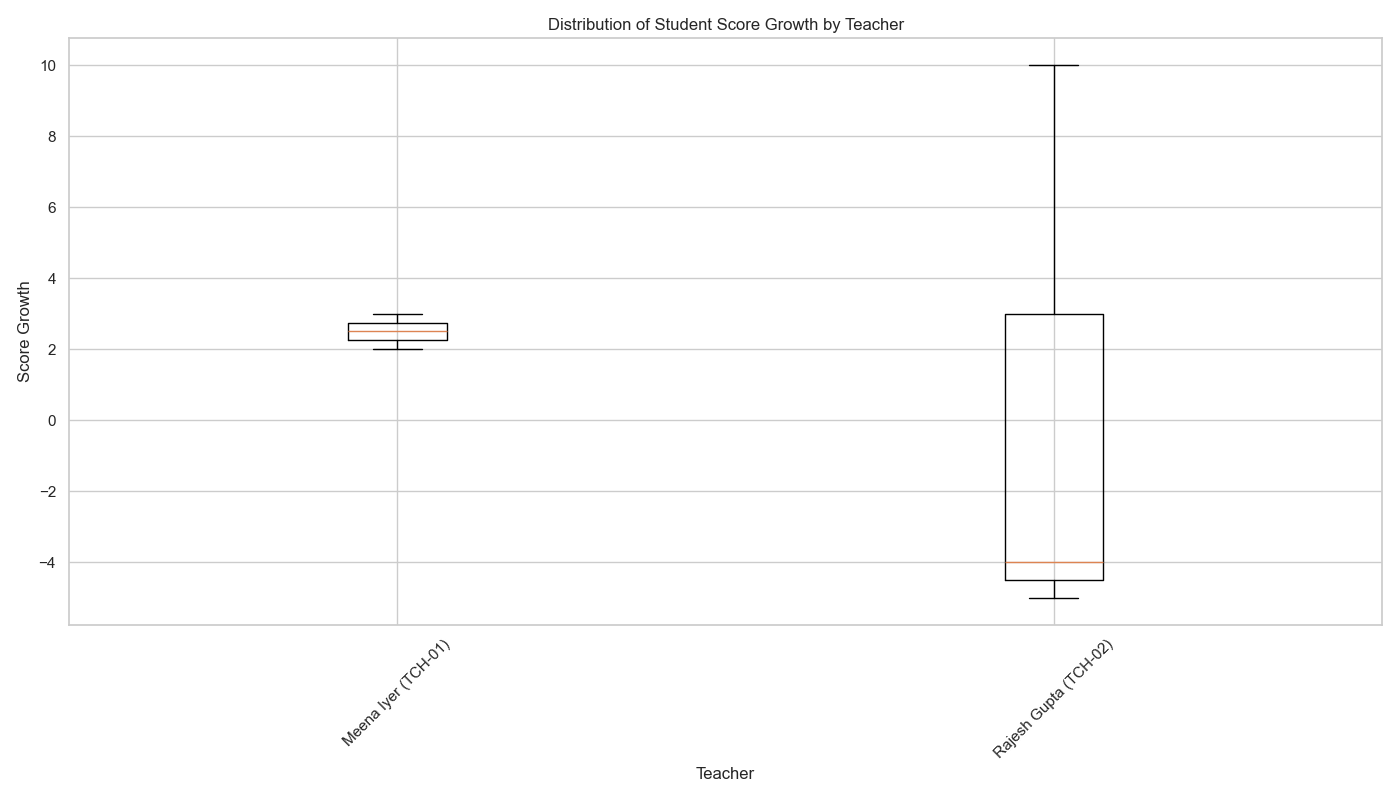 Distribution of Student Score Growth by Teacher
Score Growth
10
8
6
4
2
0
−2
−4
Meena Iyer (TCH-01)
Rajesh Gupta (TCH-02)
Teacher